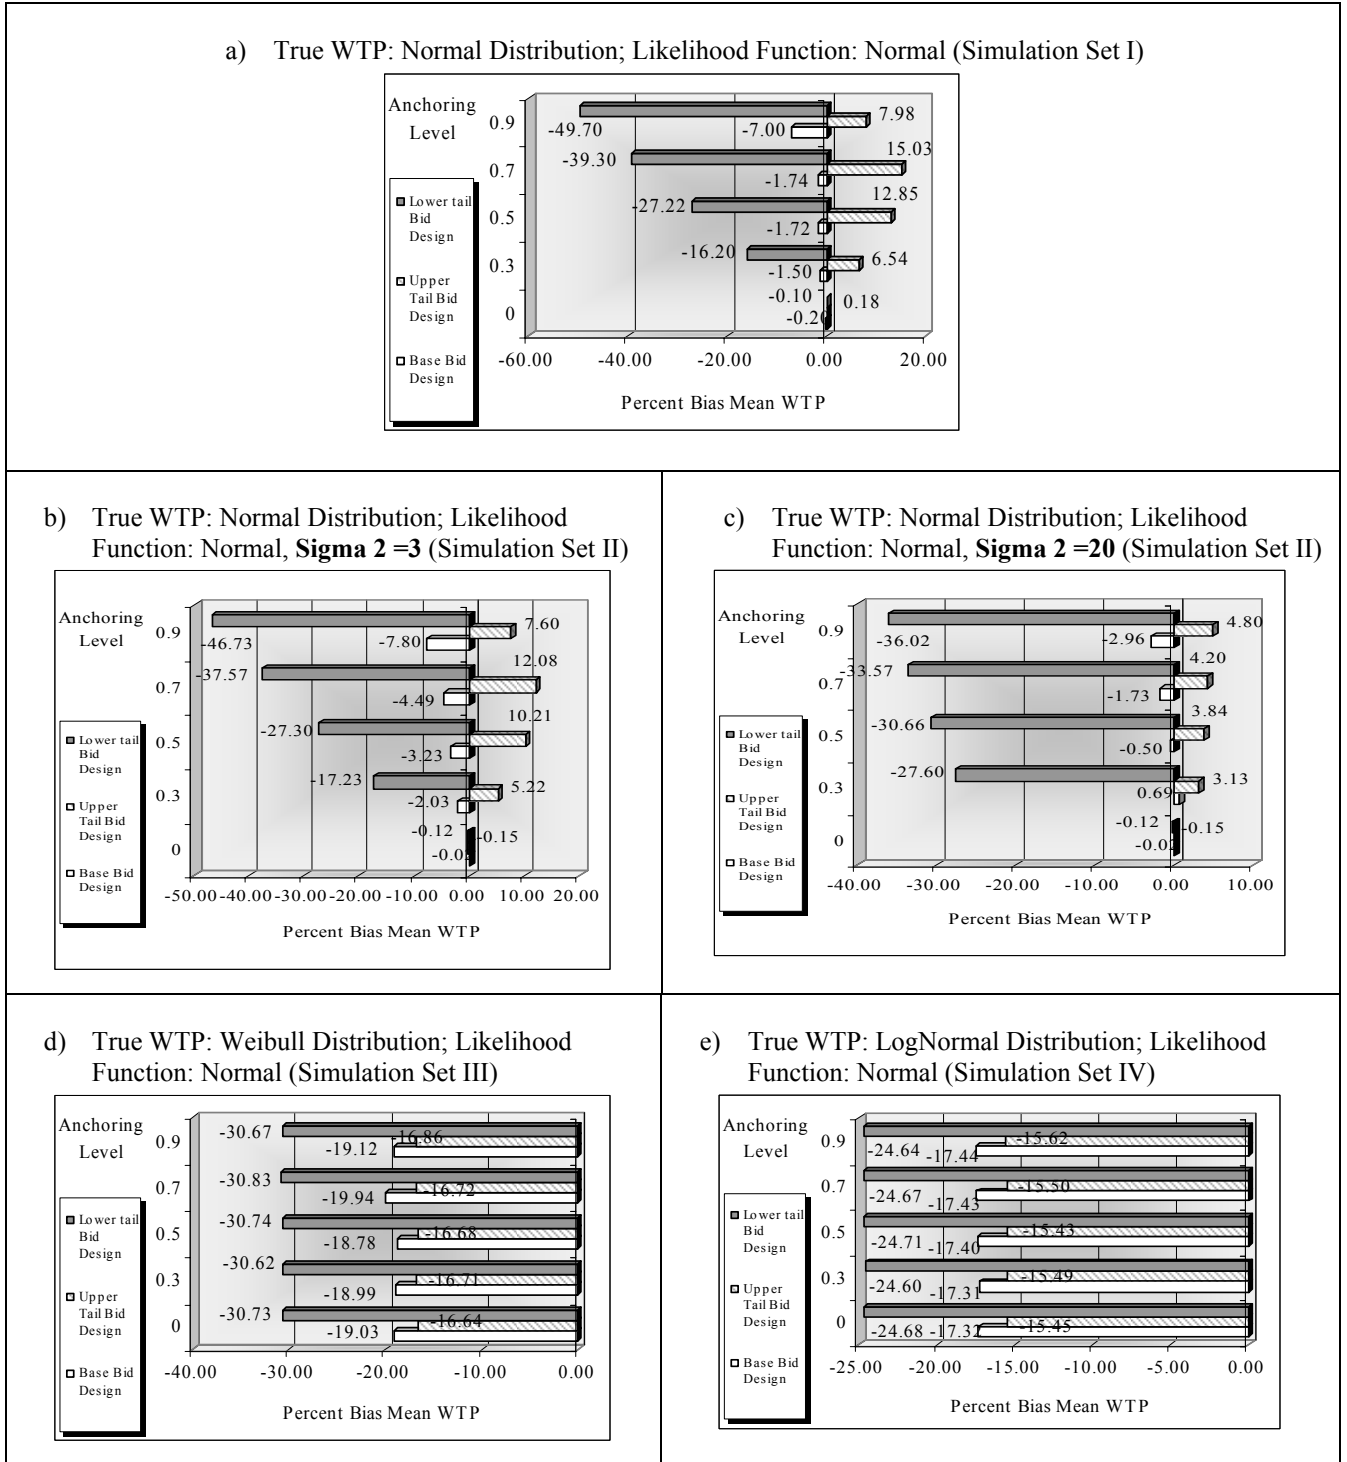 a) True WTP: Normal Distribution; Likelihood Function: Normal (Simulation Set I)
Anchoring
Level
0.9
0.7
0.5
0.3
0
-49.70
-7.00
7.98
-39.30
-1.74
15.03
-27.22
-1.72
12.85
-16.20
-1.50
6.54
-0.10
0.18
Lower tail
Bid
Design
Upper
Tail Bid
Design
Base Bid
Design
-60.00 -40.00 -20.00 0.00 20.00
Percent Bias Mean WTP
b) True WTP: Normal Distribution; Likelihood
Function: Normal, Sigma 2 =3 (Simulation Set II)
Anchoring
Level
0.9
0.7
0.5
0.3
0
-46.73
-7.80
7.60
-37.57
-4.49
12.08
-27.30
-3.23
10.21
-17.23
-2.03
5.22
-0.12
-0.15
Lower tail
Bid
Design
Upper
Tail Bid
Design
Base Bid
Design
-50.00 -40.00 -30.00 -20.00 -10.00 0.00 10.00 20.00
Percent Bias Mean WTP
c) True WTP: Normal Distribution; Likelihood
Function: Normal, Sigma 2 =20 (Simulation Set II)
Anchoring
Level
0.9
0.7
0.5
0.3
0
-36.02
-2.96
4.80
-33.57
-1.73
4.20
-30.66
-0.50
3.84
-27.60
0.69
3.13
-0.12
-0.15
Lower tail
Bid
Design
Upper
Tail Bid
Design
Base Bid
Design
-40.00 -30.00 -20.00 -10.00 0.00 10.00
Percent Bias Mean WTP
d) True WTP: Weibull Distribution; Likelihood
Function: Normal (Simulation Set III)
Anchoring
Level
0.9
0.7
0.5
0.3
0
-30.67
-16.86
-19.12
-30.83
-16.72
-19.94
-30.74
-16.68
-18.78
-30.62
-16.71
-18.99
-30.73
-16.64
-19.03
Lower tail
Bid
Design
Upper
Tail Bid
Design
Base Bid
Design
-40.00 -30.00 -20.00 -10.00 0.00
Percent Bias Mean WTP
e) True WTP: LogNormal Distribution; Likelihood
Function: Normal (Simulation Set IV)
Anchoring
Level
0.9
0.7
0.5
0.3
0
-24.64 -17.44
-15.62
-24.67 -17.43
-15.50
-24.71 -17.40
-15.43
-24.60 -17.31
-15.49
-24.68 -17.32
-15.45
Lower tail
Bid
Design
Upper
Tail Bid
Design
Base Bid
Design
-25.00 -20.00 -15.00 -10.00 -5.00 0.00
Percent Bias Mean WTP